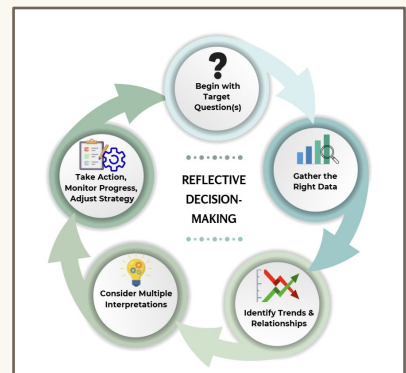 ?
Begin with
Target
Question(s)
Gather the
Right Data
Identify Trends &
Relationships
Consider Multiple
Interpretations
Take Action,
Monitor Progress,
Adjust Strategy
REFLECTIVE
DECISION-
MAKING